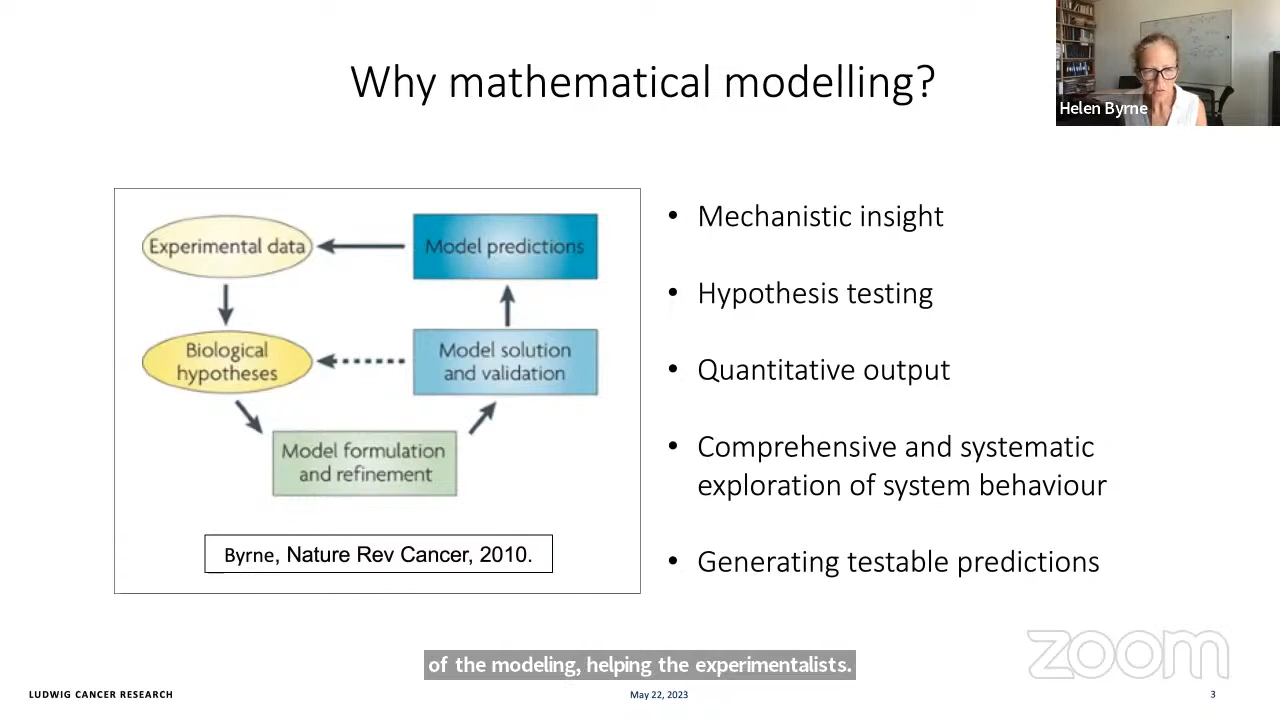 Why mathematical modelling?
Helen Byrne
Experimental data
Model predictions
Biological
hypotheses
Model solution
and validation
Model formulation
and refinement
Byrne, Nature Rev Cancer, 2010.
• Mechanistic insight
• Hypothesis testing
• Quantitative output
• Comprehensive and systematic
exploration of system behaviour
• Generating testable predictions
zoom
of the modeling, helping the experimentalists.
LUDWIG CANCER RESEARCH
May 22, 2023
3